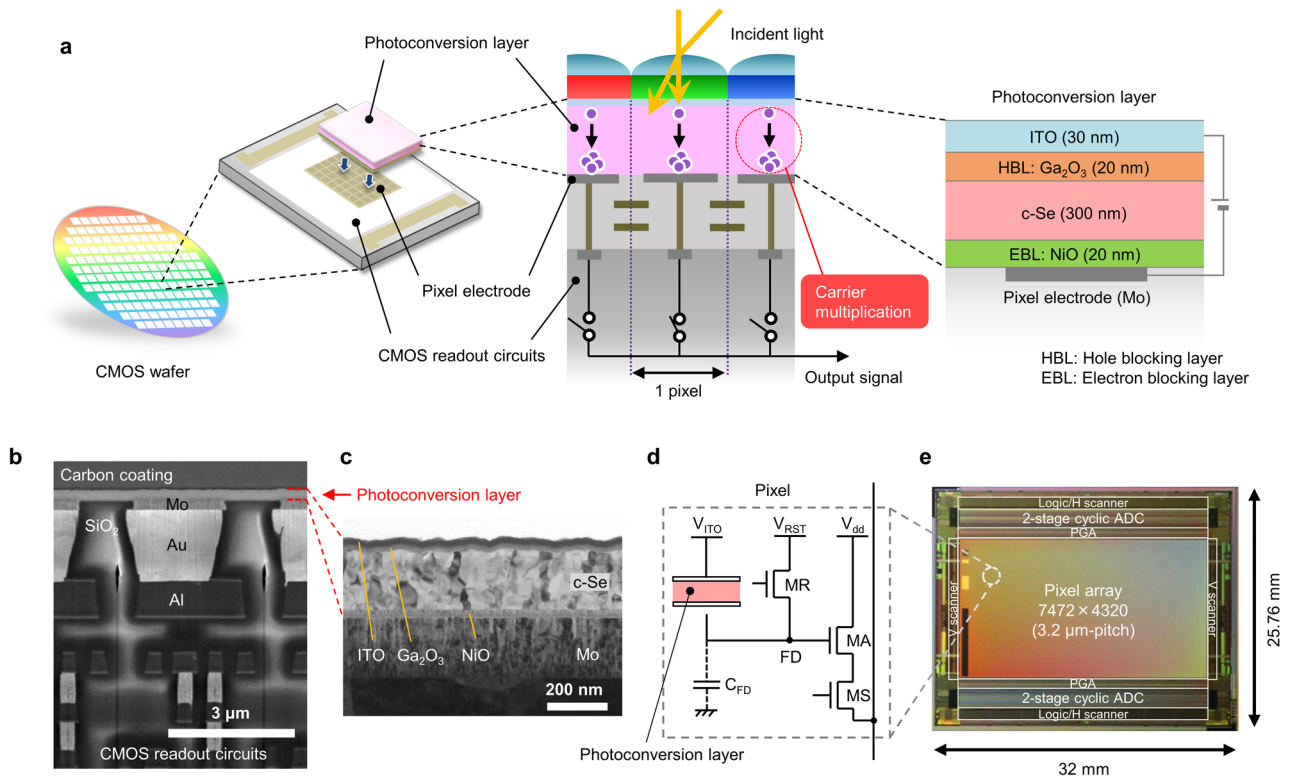 a
Photoconversion layer
Incident light
Photoconversion layer
ITO (30 nm)
HBL: Ga₂O₃ (20 nm)
c-Se (300 nm)
EBL: NiO (20 nm)
Pixel electrode (Mo)
Pixel electrode
Carrier
multiplication
CMOS readout circuits
CMOS wafer
Output signal
1 pixel
HBL: Hole blocking layer
EBL: Electron blocking layer
b
Carbon coating
Mo
SiO₂
Au
Al
3 μm
CMOS readout circuits
Photoconversion layer
c
c-Se
ITO
Ga₂O₃
NiO
Mo
200 nm
d
Pixel
V_ITO
V_RST
V_dd
MR
MA
FD
C_FD
MS
Photoconversion layer
e
Logic/H scanner
2-stage cyclic ADC
PGA
V scanner
Pixel array
7472×4320
(3.2 μm-pitch)
V scanner
PGA
2-stage cyclic ADC
Logic/H scanner
25.76 mm
32 mm